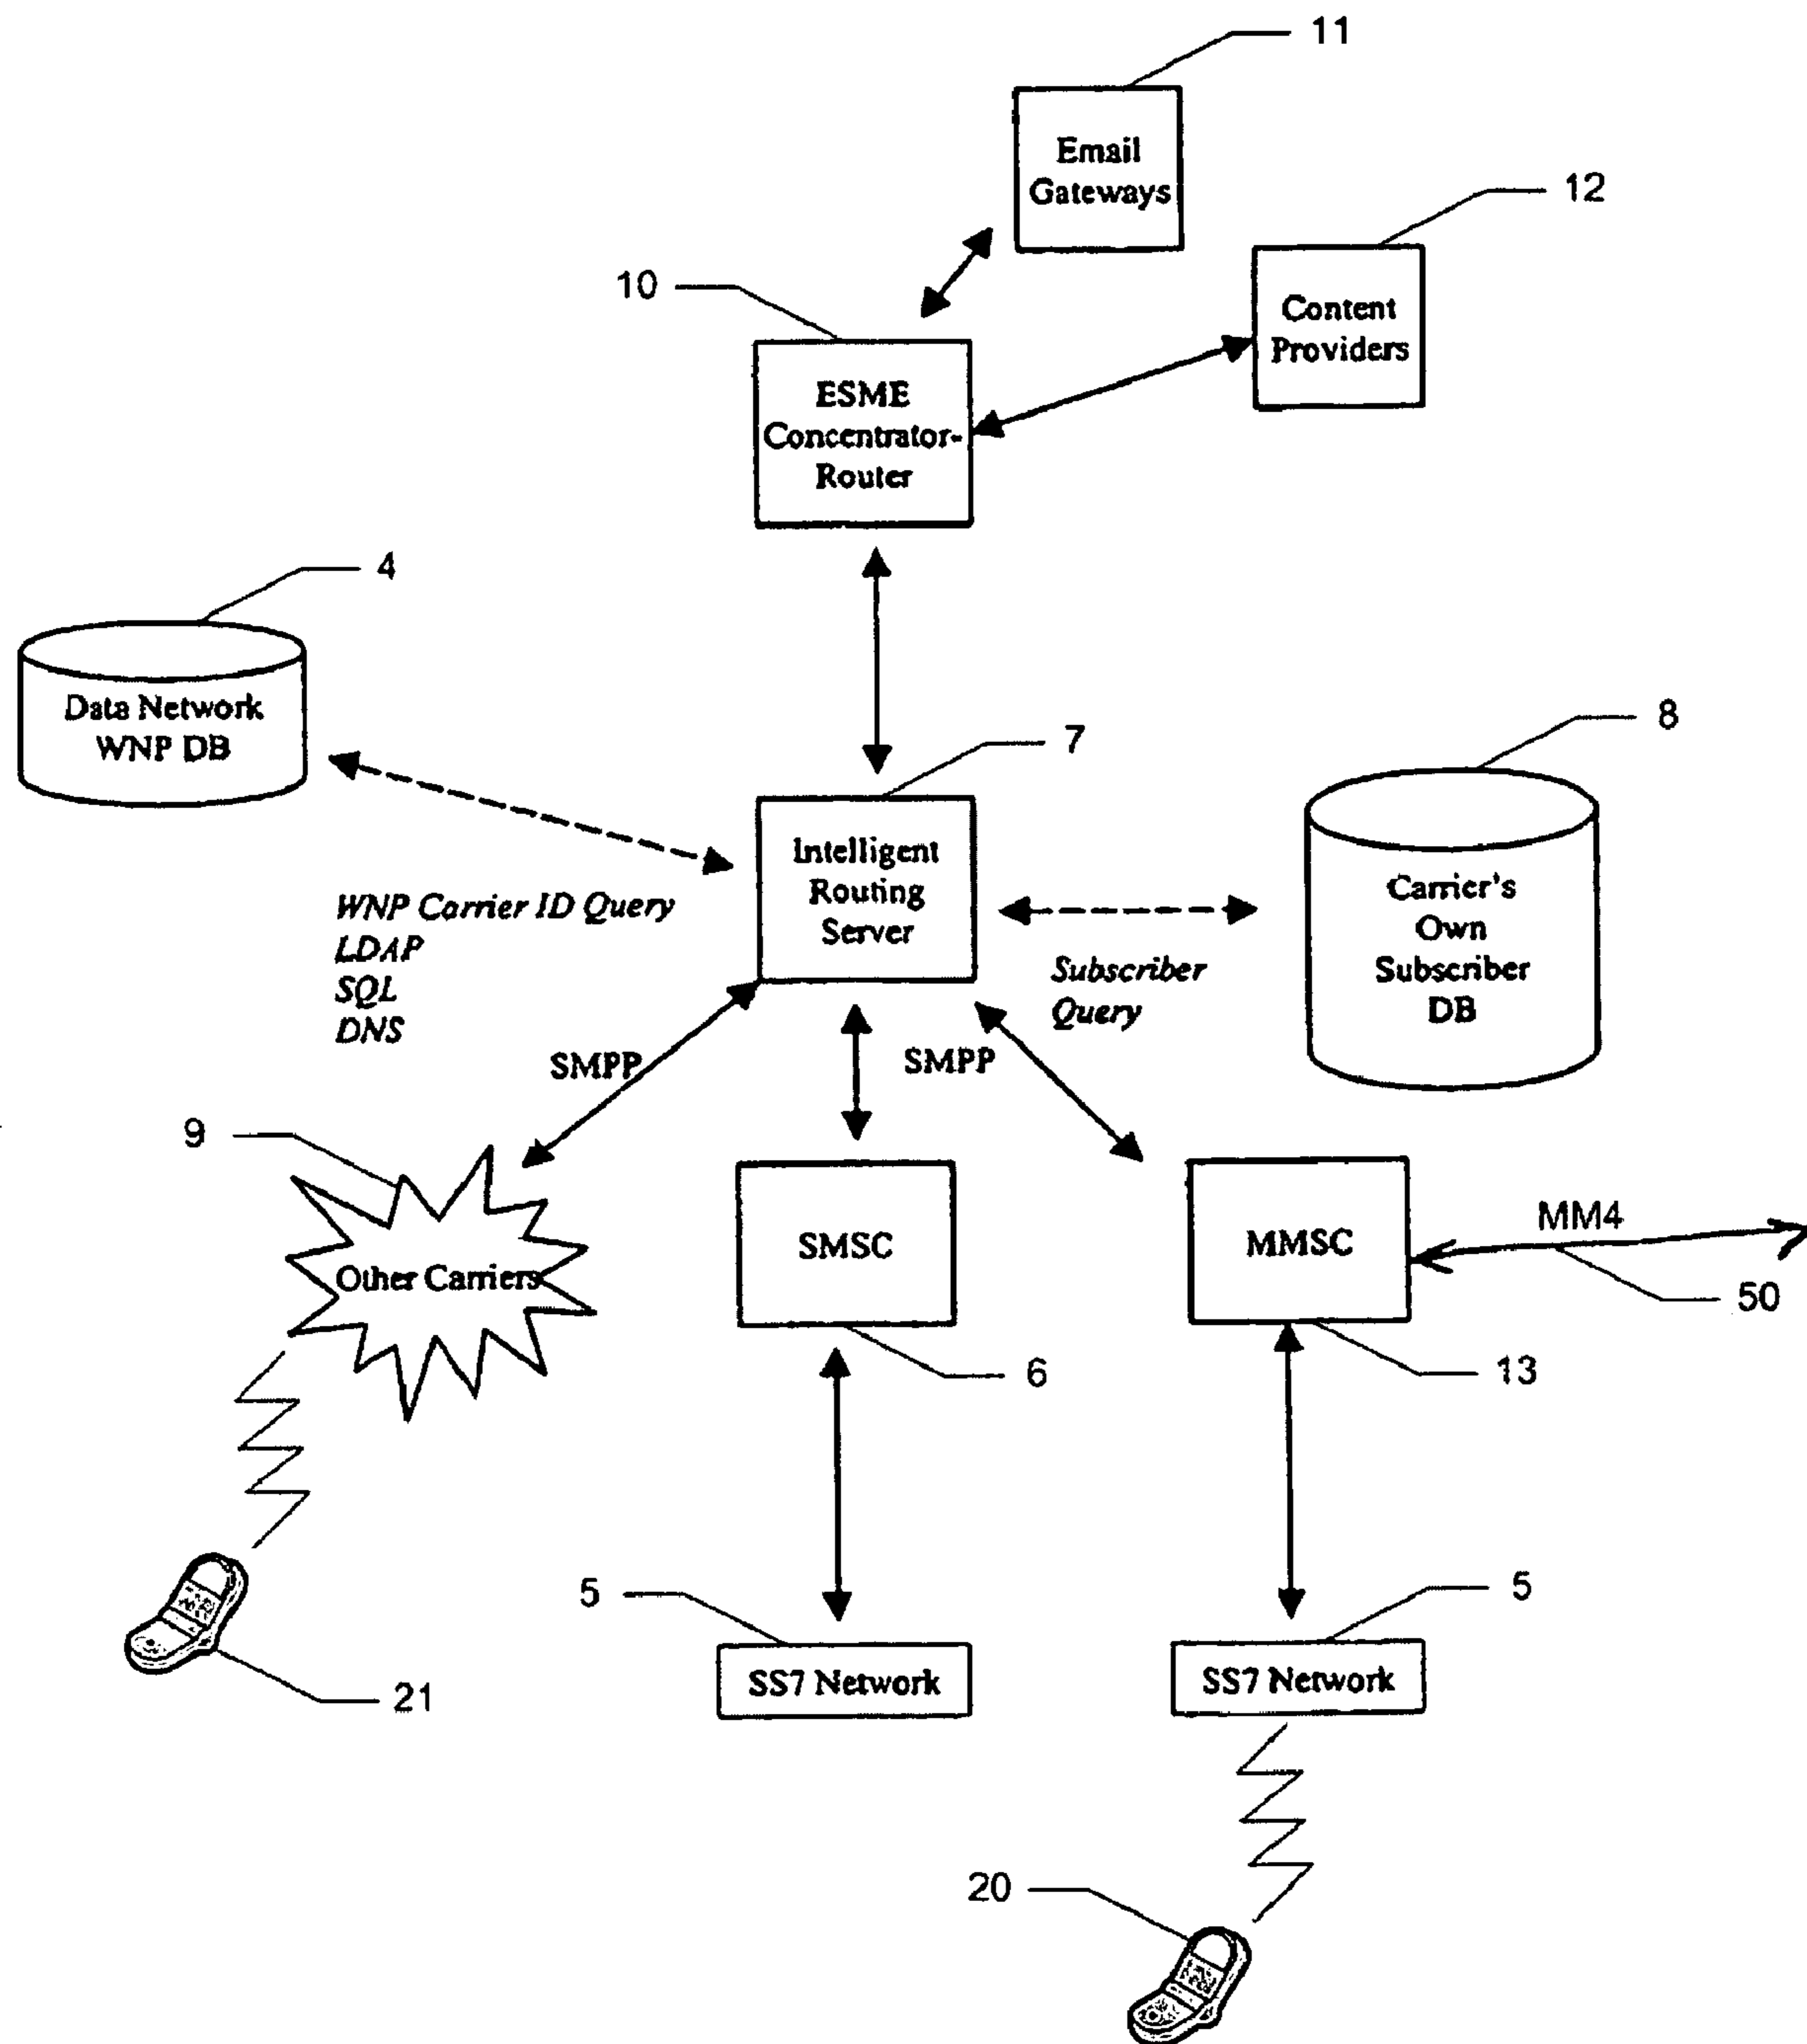 11
Email
Gateways
12
10
Content
Providers
ESME
Concentrator-
Router
4
Data Network
WNP DB
8
7
Intelligent
Routing
Server
WNP Carrier ID Query
LDAP
SQL
DNS
Carrier's
Own
Subscriber
DB
Subscriber
Query
SMPP
SMPP
9
Other Carriers
SMSC
MMSC
MM4
50
6
13
5
5
SS7 Network
SS7 Network
21
20